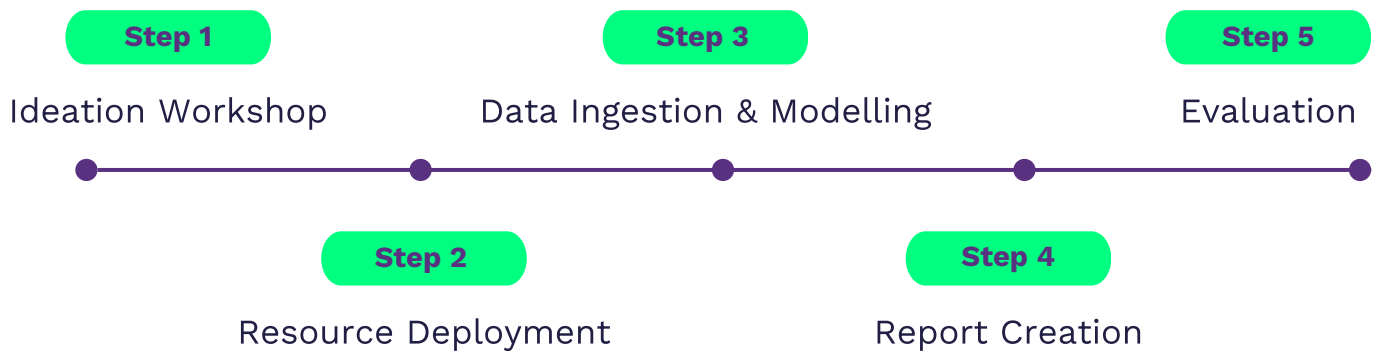 Step 1
Ideation Workshop
Step 2
Resource Deployment
Step 3
Data Ingestion & Modelling
Step 4
Report Creation
Step 5
Evaluation